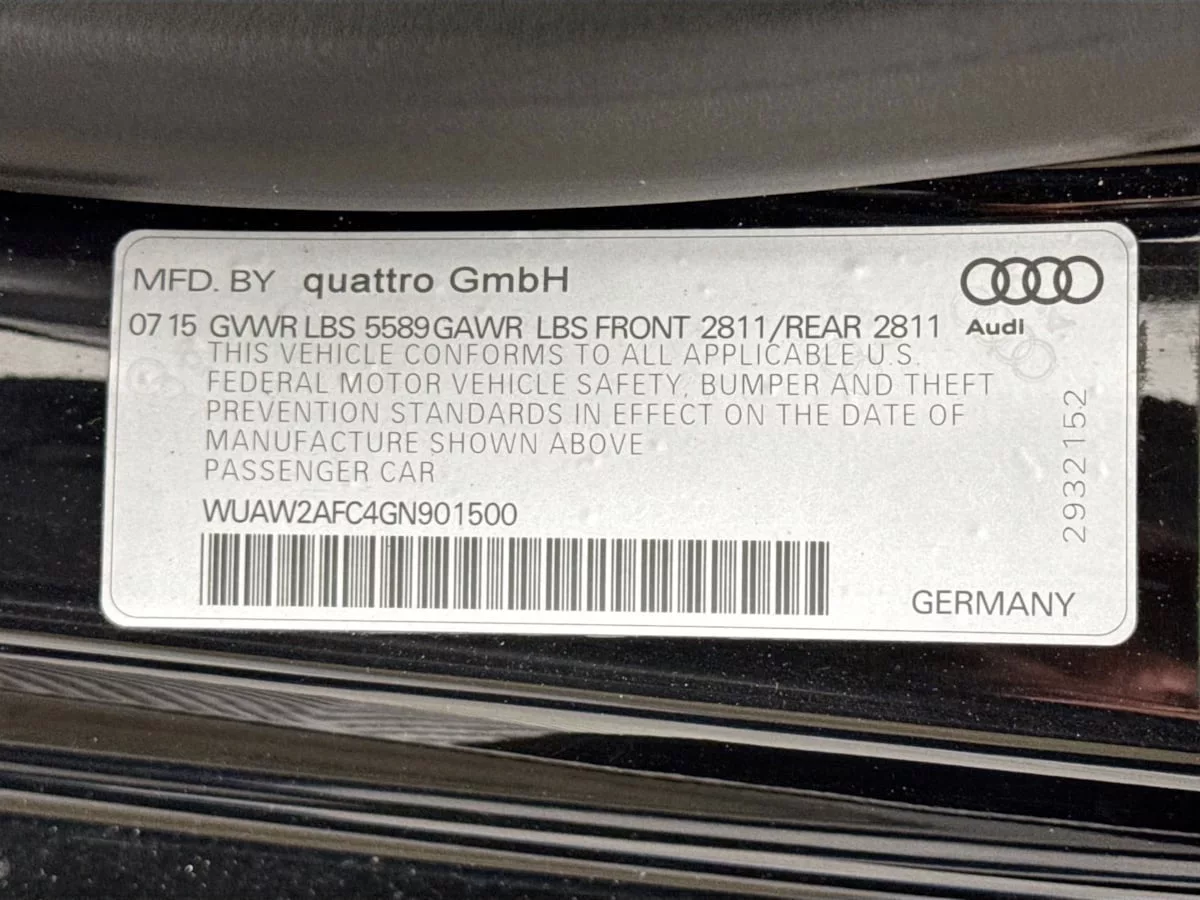 MFD. BY quattro GmbH
07 15 GVWR LBS 5589 GAWR LBS FRONT 2811/REAR 2811
Audi
THIS VEHICLE CONFORMS TO ALL APPLICABLE U.S.
FEDERAL MOTOR VEHICLE SAFETY, BUMPER AND THEFT
PREVENTION STANDARDS IN EFFECT ON THE DATE OF
MANUFACTURE SHOWN ABOVE
PASSENGER CAR
WUAW2AFC4GN901500
2932152
GERMANY